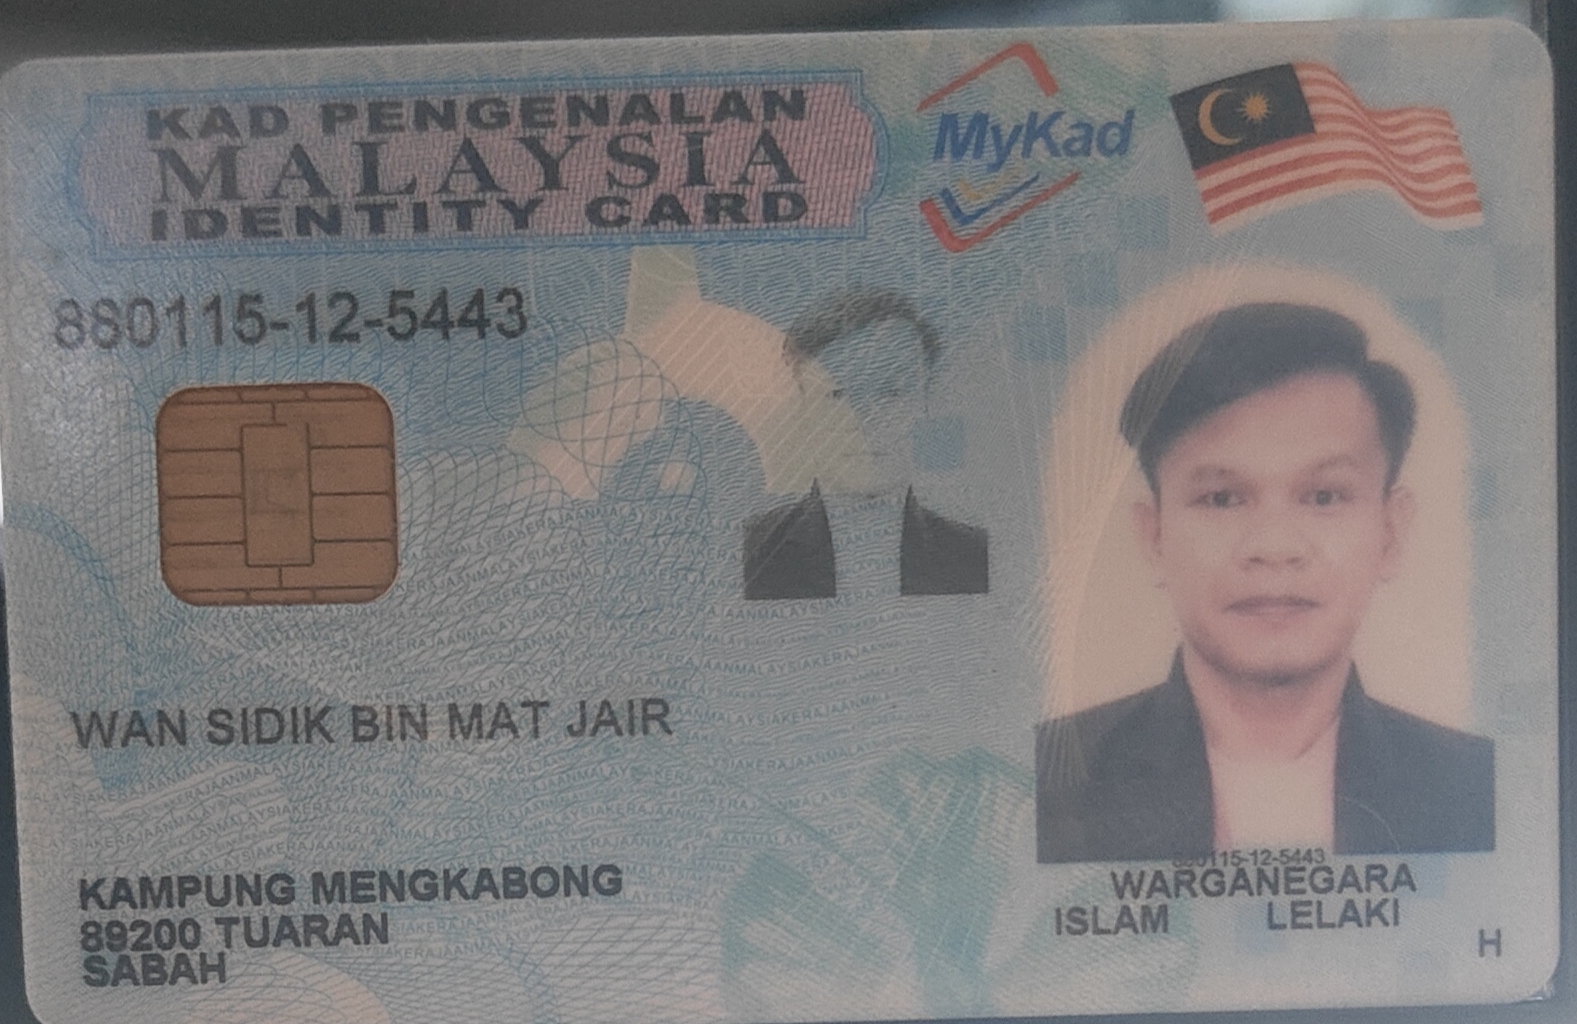 KAD PENGENALAN
MALAYSIA
IDENTITY CARD
MyKad
880115-12-5443
WAN SIDIK BIN MAT JAIR
KAMPUNG MENGKABONG
89200 TUARAN
SABAH
880115-12-5443
WARGANEGARA
ISLAM LELAKI
H